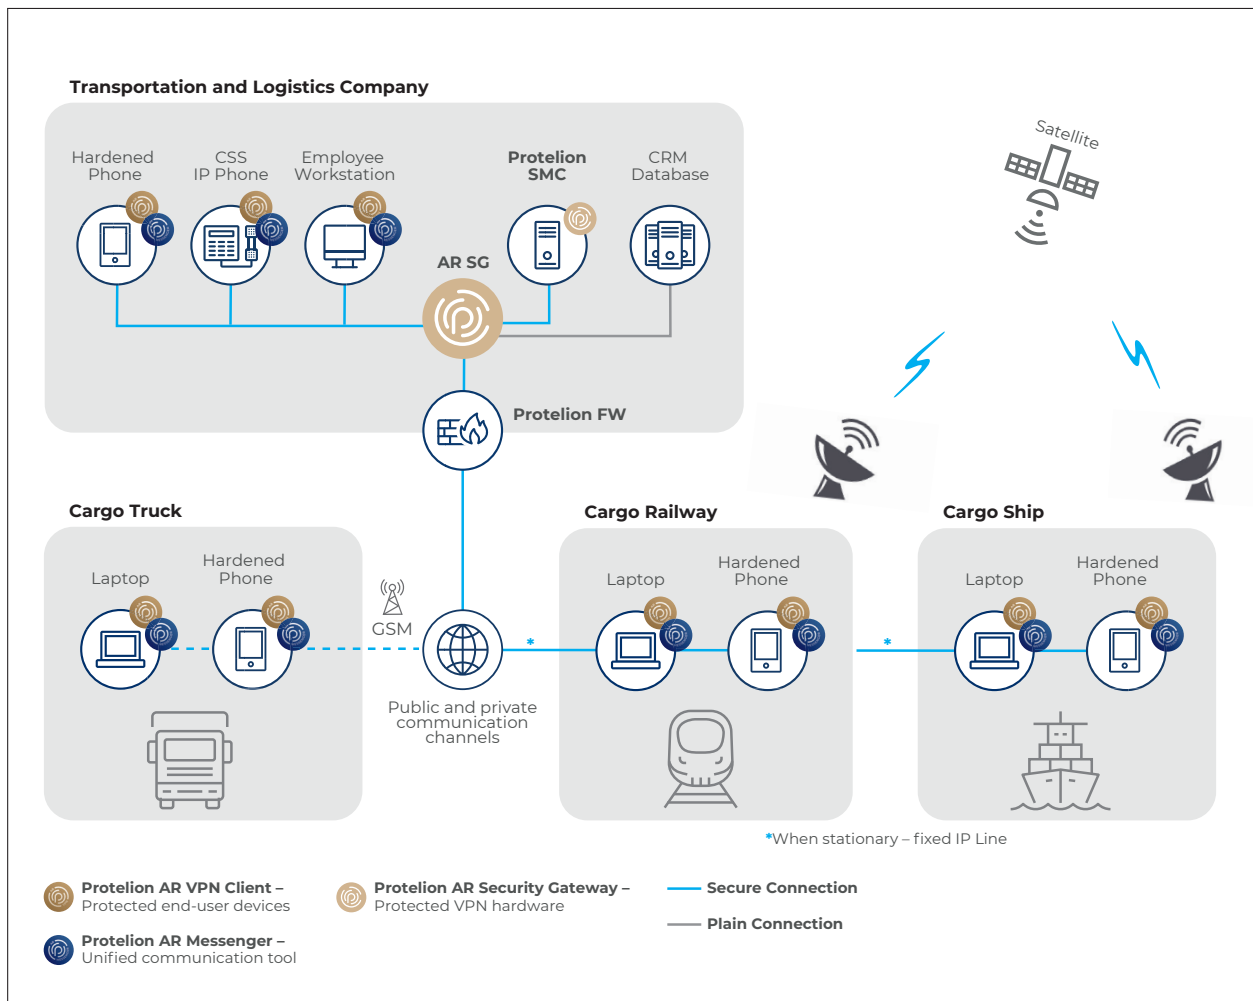 Transportation and Logistics Company
Hardened
Phone
CSS
IP Phone
Employee
Workstation
Protelion
SMC
CRM
Database
AR SG
Protelion FW
Satellite
Cargo Truck
Laptop
Hardened
Phone
GSM
Public and private
communication
channels
*
Cargo Railway
Laptop
Hardened
Phone
*
Cargo Ship
Laptop
Hardened
Phone
*When stationary – fixed IP Line
Protelion AR VPN Client –
Protected end-user devices
Protelion AR Messenger –
Unified communication tool
Protelion AR Security Gateway –
Protected VPN hardware
Secure Connection
Plain Connection